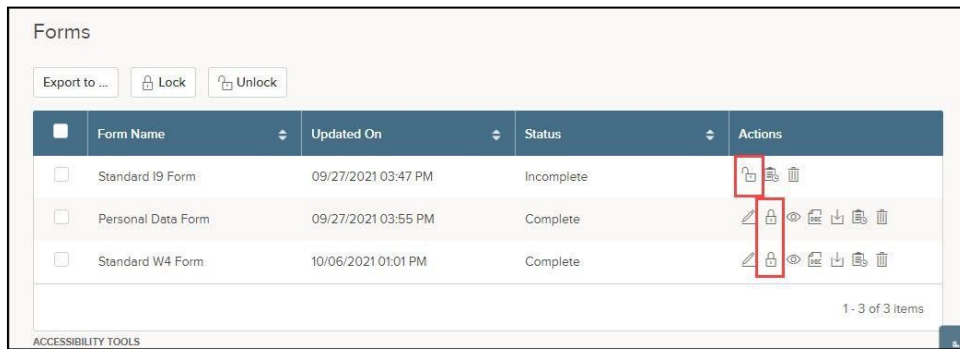 Forms
Export to ... Lock Unlock
Form Name Updated On Status Actions
Standard I9 Form 09/27/2021 03:47 PM Incomplete
Personal Data Form 09/27/2021 03:55 PM Complete
Standard W4 Form 10/06/2021 01:01 PM Complete
1 - 3 of 3 items
ACCESSIBILITY TOOLS